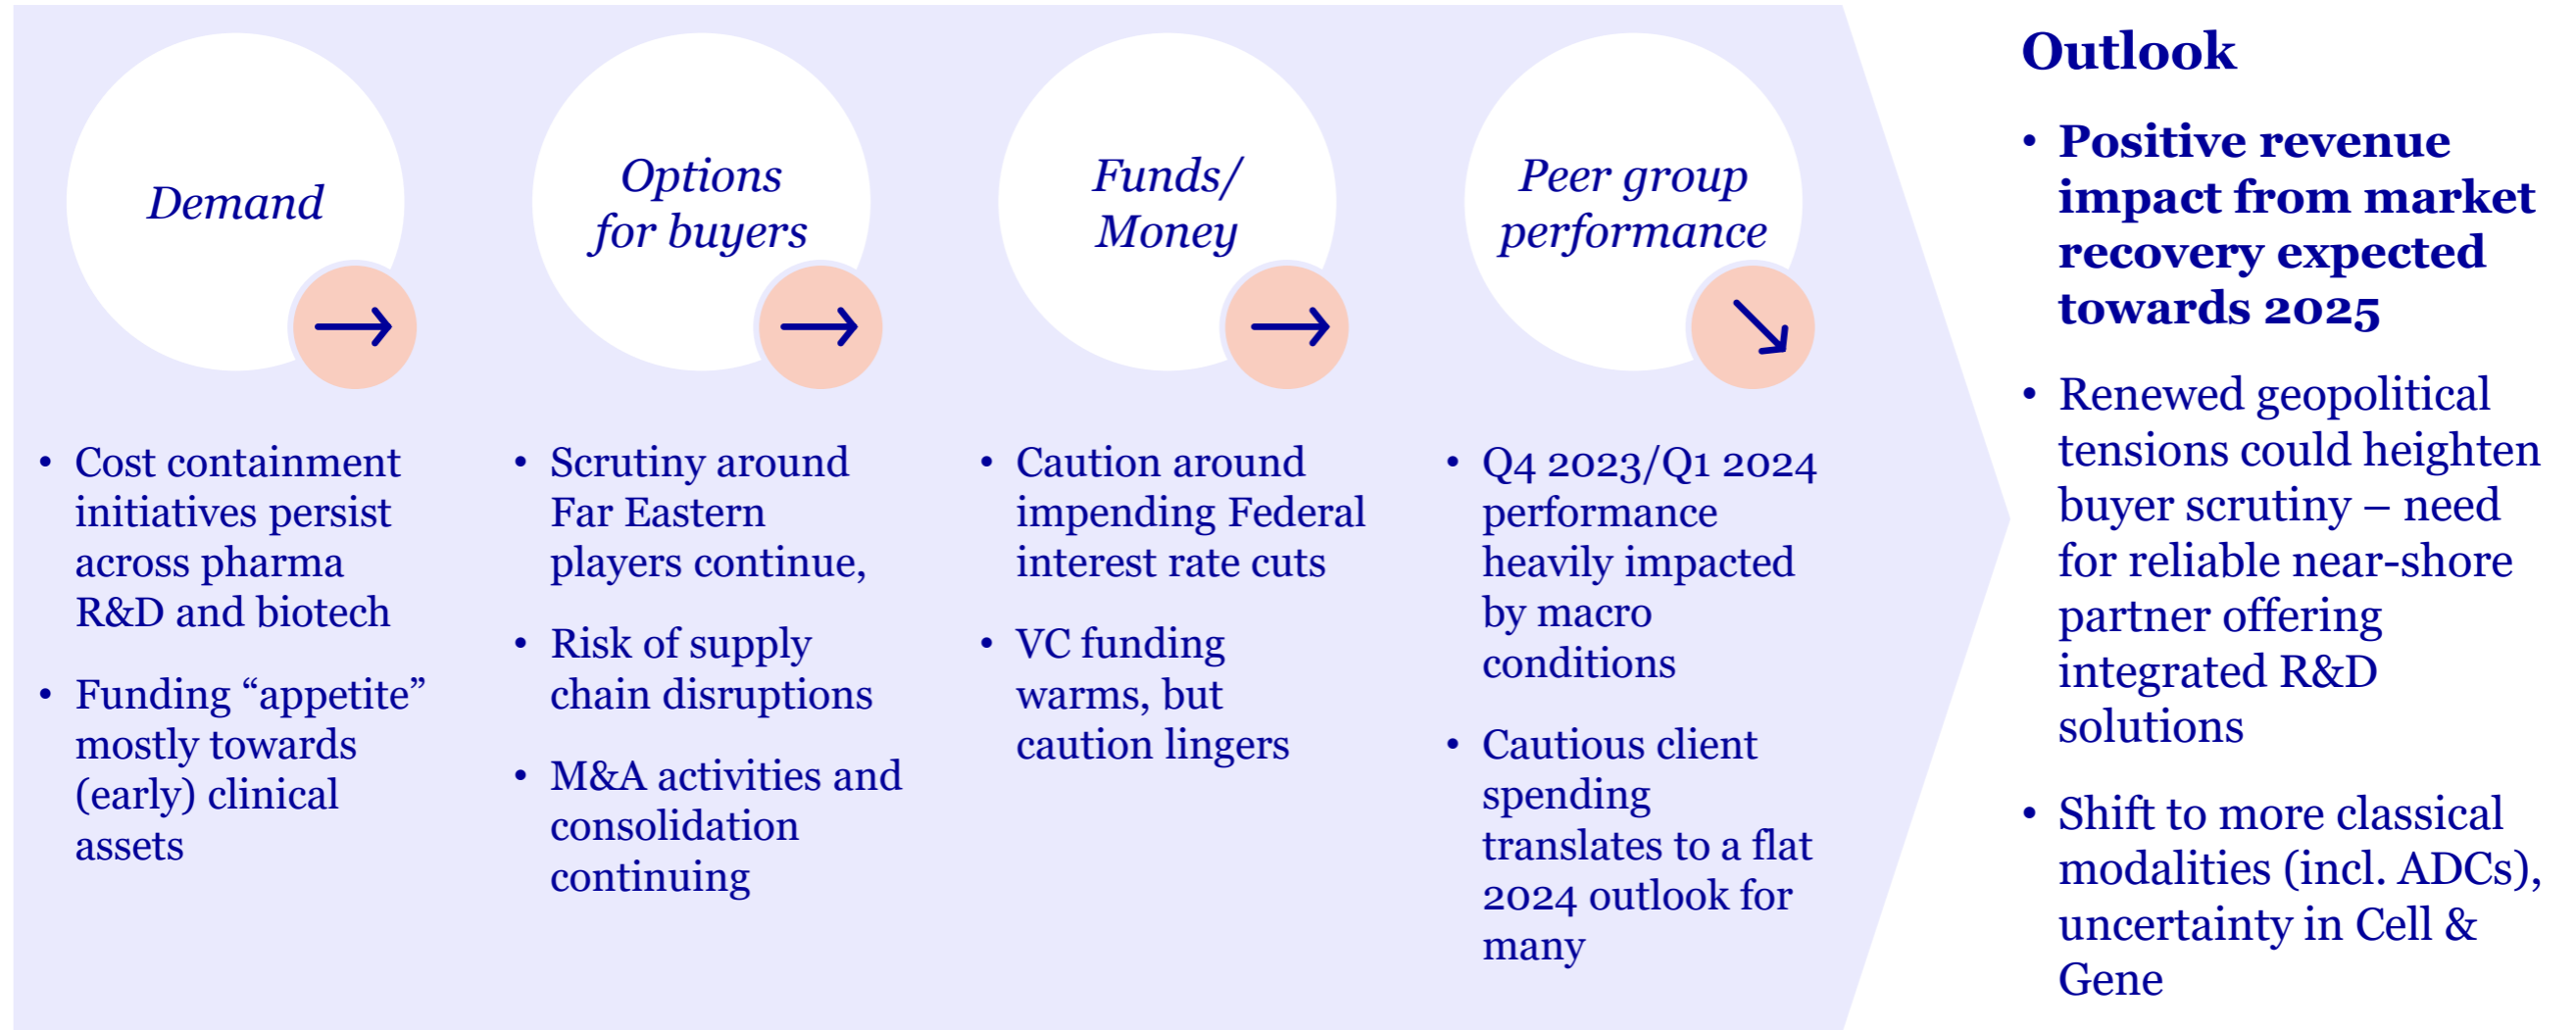 Demand
• Cost containment
initiatives persist
across pharma
R&D and biotech
• Funding “appetite”
mostly towards
(early) clinical
assets
Options
for buyers
• Scrutiny around
Far Eastern
players continue,
• Risk of supply
chain disruptions
• M&A activities and
consolidation
continuing
Funds/
Money
• Caution around
impending Federal
interest rate cuts
• VC funding
warms, but
caution lingers
Peer group
performance
• Q4 2023/Q1 2024
performance
heavily impacted
by macro
conditions
• Cautious client
spending
translates to a flat
2024 outlook for
many
Outlook
• Positive revenue
impact from market
recovery expected
towards 2025
• Renewed geopolitical
tensions could heighten
buyer scrutiny – need
for reliable near-shore
partner offering
integrated R&D
solutions
• Shift to more classical
modalities (incl. ADCs),
uncertainty in Cell &
Gene